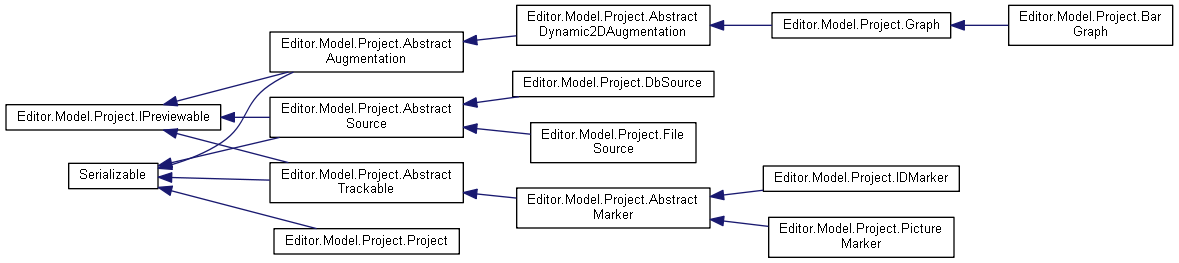 Editor.Model.Project.IPreviewable
Serializable
Editor.Model.Project.Abstract
Augmentation
Editor.Model.Project.Abstract
Source
Editor.Model.Project.Abstract
Trackable
Editor.Model.Project.Project
Editor.Model.Project.Abstract
Dynamic2DAugmentation
Editor.Model.Project.DbSource
Editor.Model.Project.File
Source
Editor.Model.Project.Abstract
Marker
Editor.Model.Project.Graph
Editor.Model.Project.IDMarker
Editor.Model.Project.Picture
Marker
Editor.Model.Project.Bar
Graph